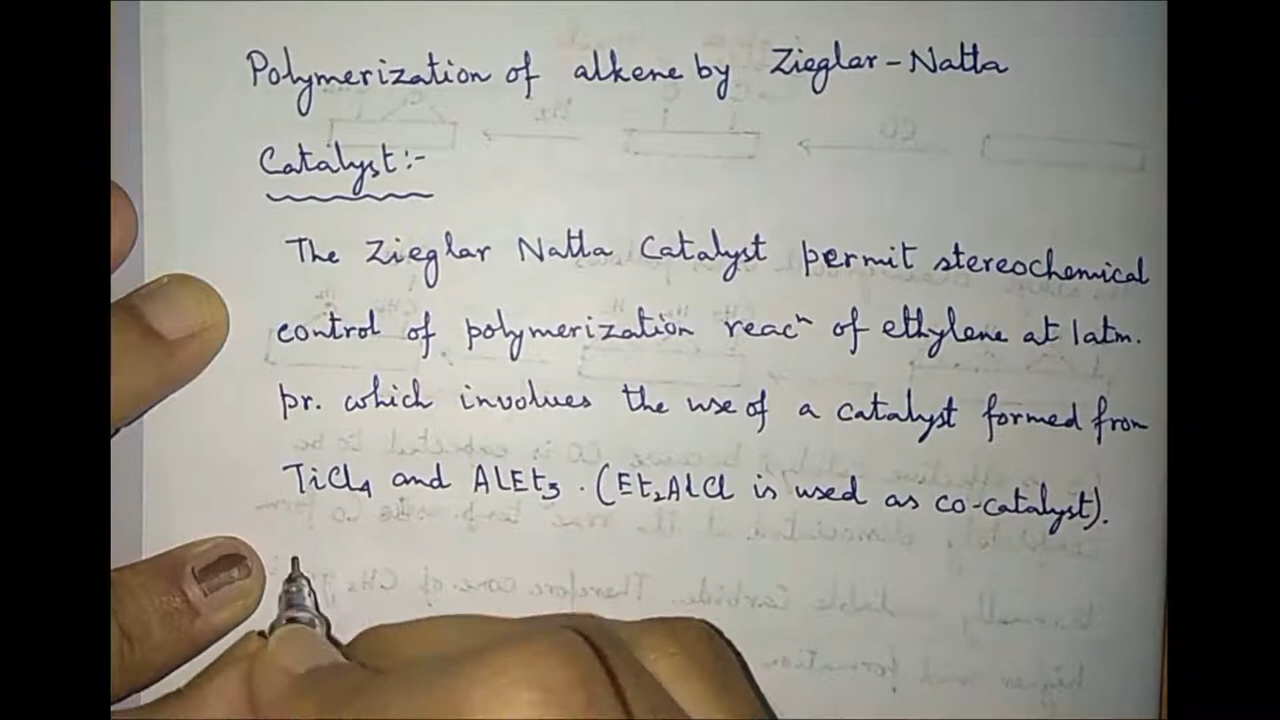 Polymerization of alkene by Zieglar-Natta
Catalyst:-
The Zieglar Natta Catalyst permit stereochemical
control of polymerization reacⁿ of ethylene at 1atm.
pr. which involves the use of a catalyst formed from
TiCl₄ and AlEt₃. (Et₂AlCl is used as co-catalyst).